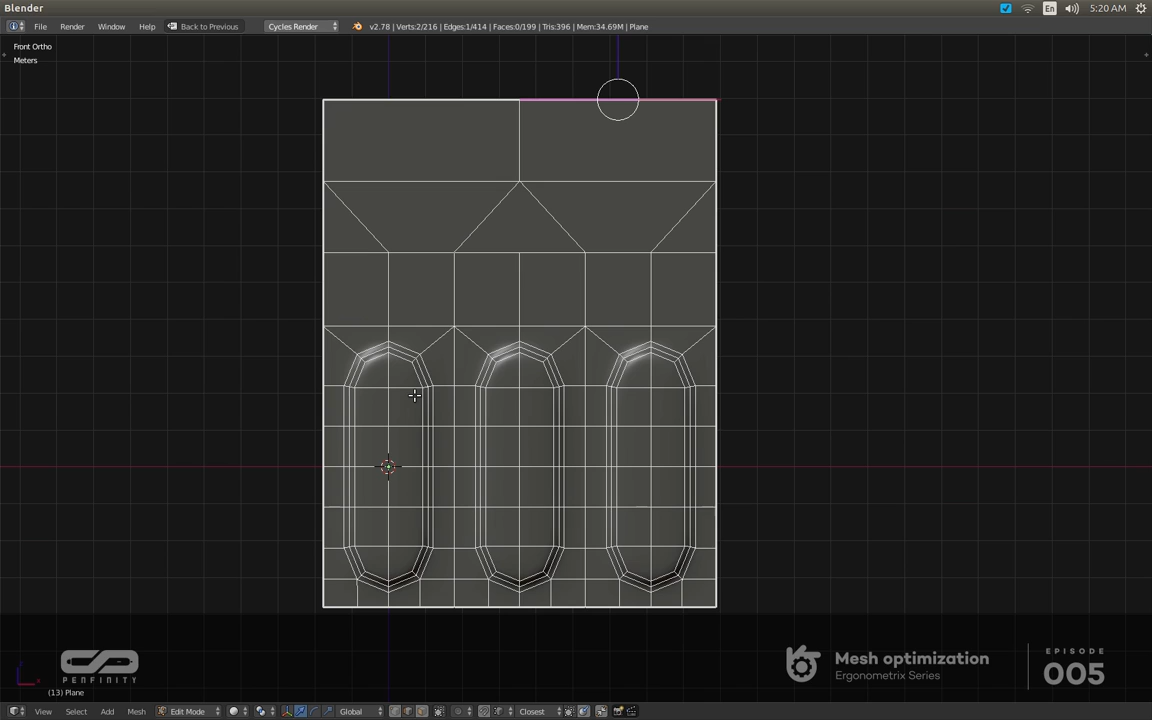 Blender
En
5:20 AM
File
Render
Window
Help
Back to Previous
Cycles Render
v2.78 | Verts:2/216 | Edges:1/414 | Faces:0/199 | Tris:396 | Mem:34.69M | Plane
Front Ortho
Meters
PENFINITY
(13) Plane
Mesh optimization
Ergonometrix Series
EPISODE
005
View
Select
Add
Mesh
Edit Mode
Global
Closest